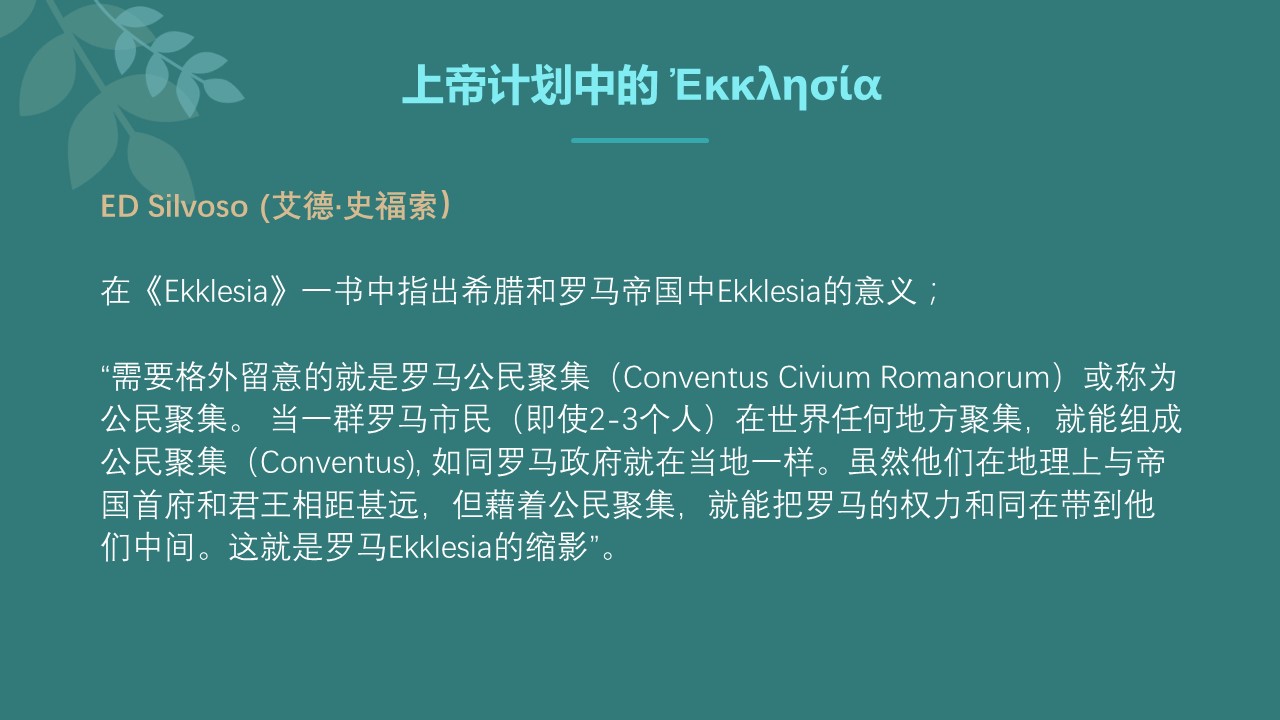 上帝计划中的 Ἐκκλησία
ED Silvoso (艾德·史福索）
在《Ekklesia》一书中指出希腊和罗马帝国中Ekklesia的意义；
“需要格外留意的就是罗马公民聚集（Conventus Civium Romanorum）或称为
公民聚集。 当一群罗马市民（即使2-3个人）在世界任何地方聚集，就能组成
公民聚集（Conventus), 如同罗马政府就在当地一样。虽然他们在地理上与帝
国首府和君王相距甚远，但藉着公民聚集，就能把罗马的权力和同在带到他
们中间。这就是罗马Ekklesia的缩影”。